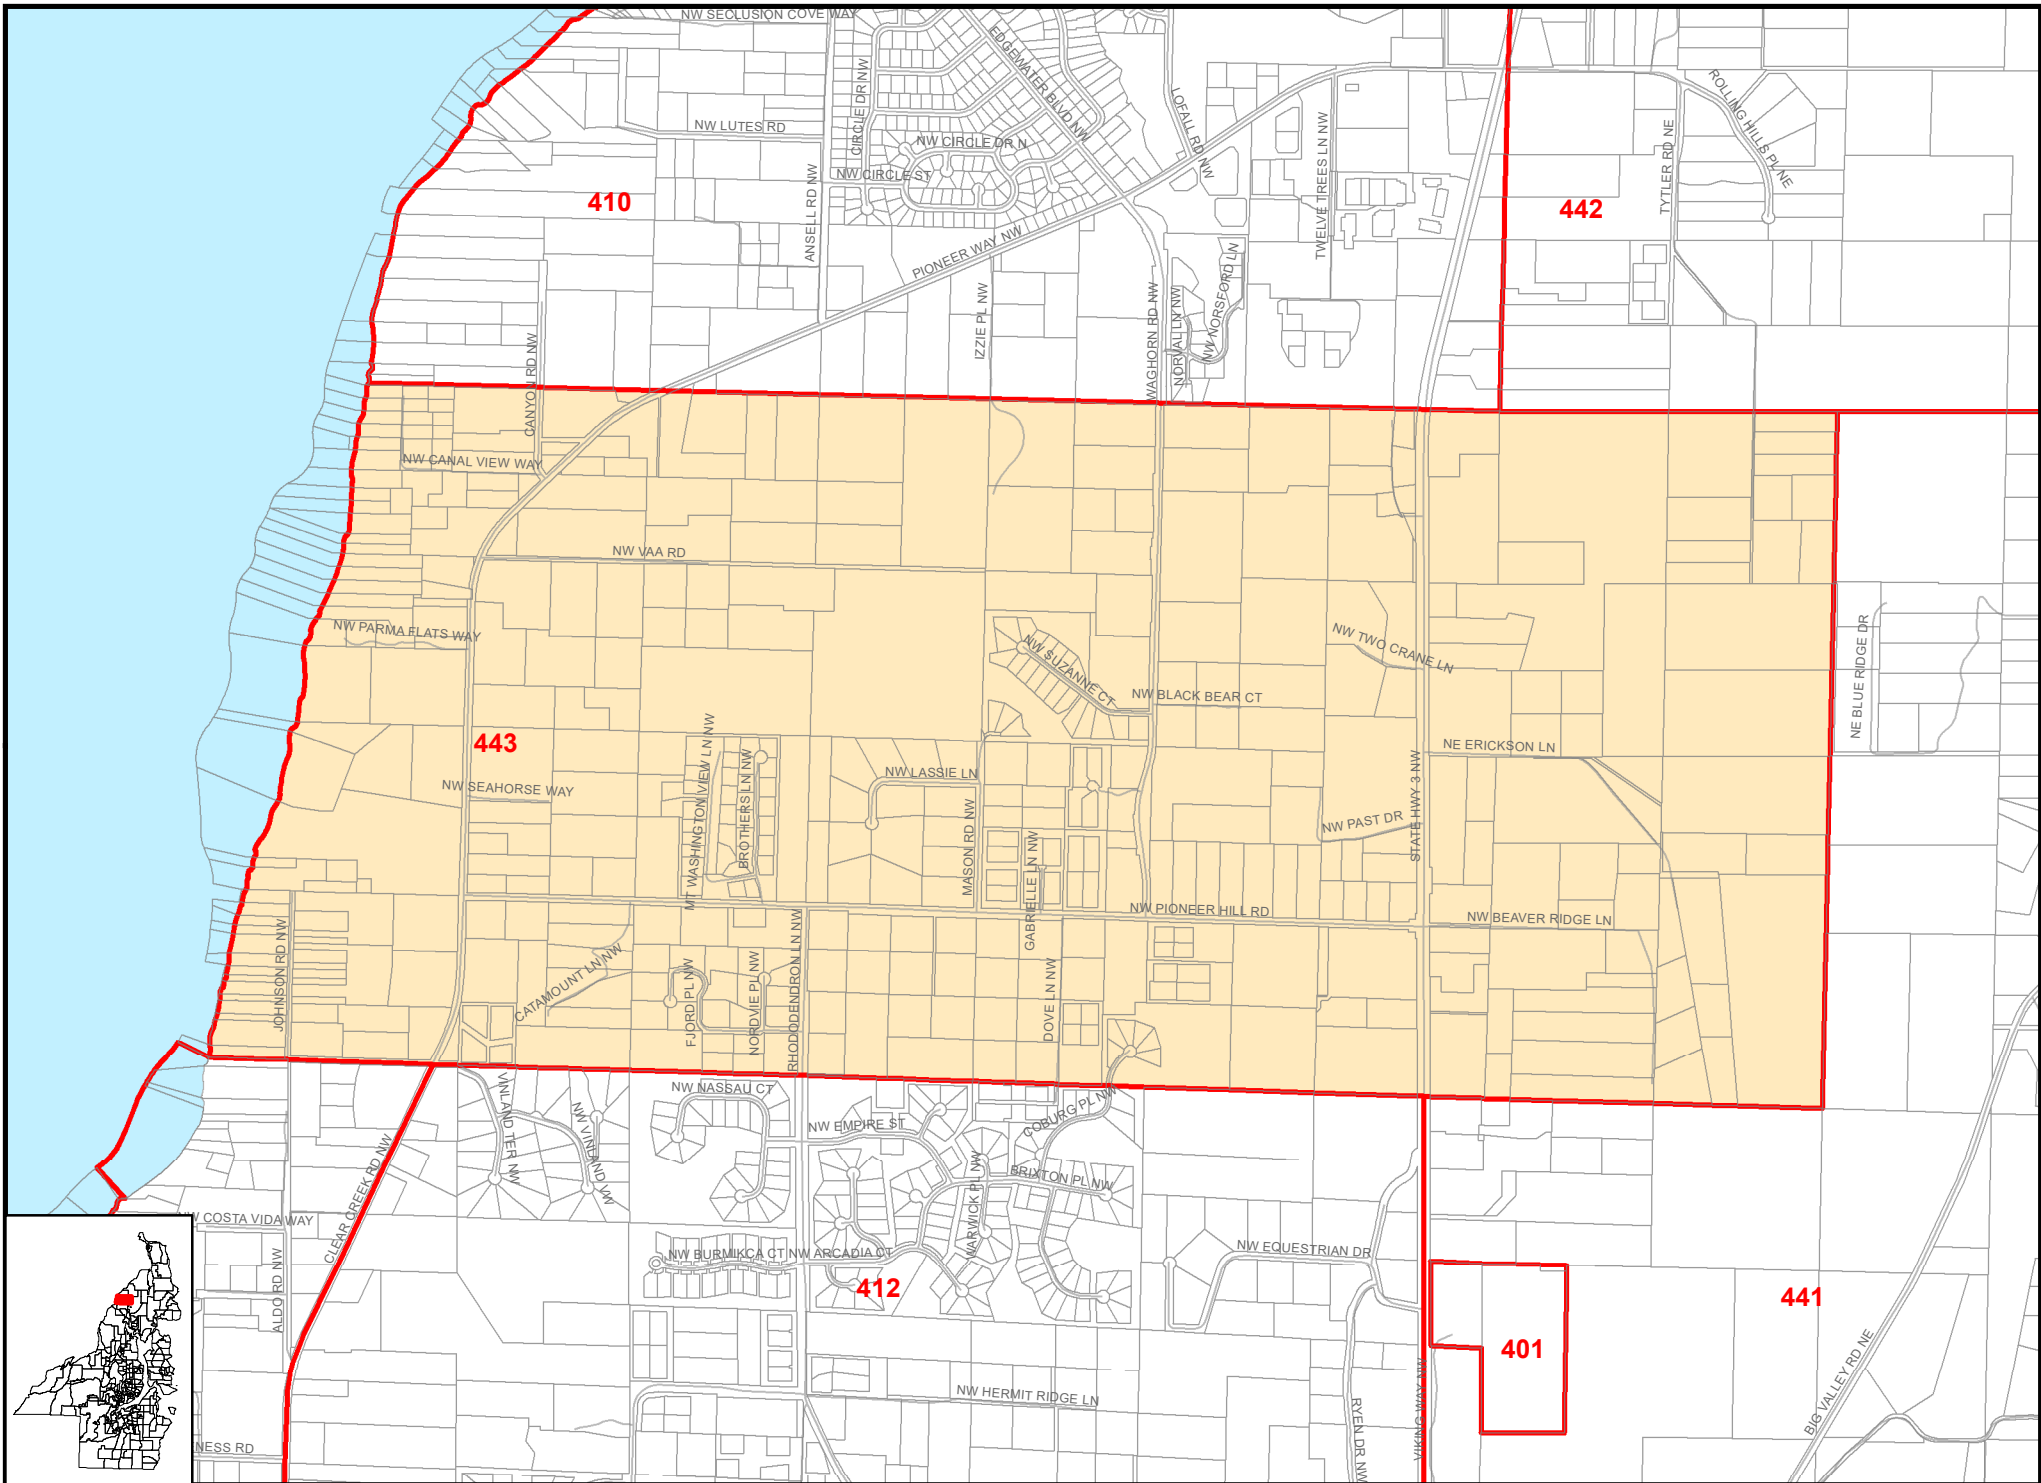 NW SECLUSION COVE WAY
EDGEWATER BLVD NW
CIRCLE DR NW
LOFALL RD NW
ROLLING HILLS PL NE
NW LUTES RD
NW CIRCLE DR N
NW CIRCLE ST
TWELVE TREES LN NW
TYTLER RD NE
410
442
ANSELL RD NW
PIONEER WAY NW
IZZIE PL NW
WAGHORN RD NW
NORVAL LN NW
NW NORSFORD LN
CANYON RD NW
NW CANAL VIEW WAY
NW VAA RD
NW PARMA FLATS WAY
NW SUZANNE CT
NW TWO CRANE LN
NE BLUE RIDGE DR
NW BLACK BEAR CT
443
NE ERICKSON LN
NW LASSIE LN
NW SEAHORSE WAY
MT WASHINGTON VIEW LN NW
BROTHERS LN NW
MASON RD NW
GABRIELLE LN NW
NW PAST DR
STATE HWY 3 NW
NW PIONEER HILL RD
NW BEAVER RIDGE LN
JOHNSON RD NW
CATAMOUNT LN NW
FJORD PL NW
NORDVIE PL NW
RHODODENDRON LN NW
DOVE LN NW
NW NASSAU CT
COBURG PL NW
VINLAND TER NW
NW VINLAND VW
NW EMPIRE ST
CLEAR CREEK RD NW
BRIXTON PL NW
WARWICK PL NW
NW COSTA VIDA WAY
NW BURMIKCA CT
NW ARCADIA CT
NW EQUESTRIAN DR
412
441
401
ALDO RD NW
NW HERMIT RIDGE LN
RYEN DR NW
VIKING WAY NW
BIG VALLEY RD NE
NESS RD